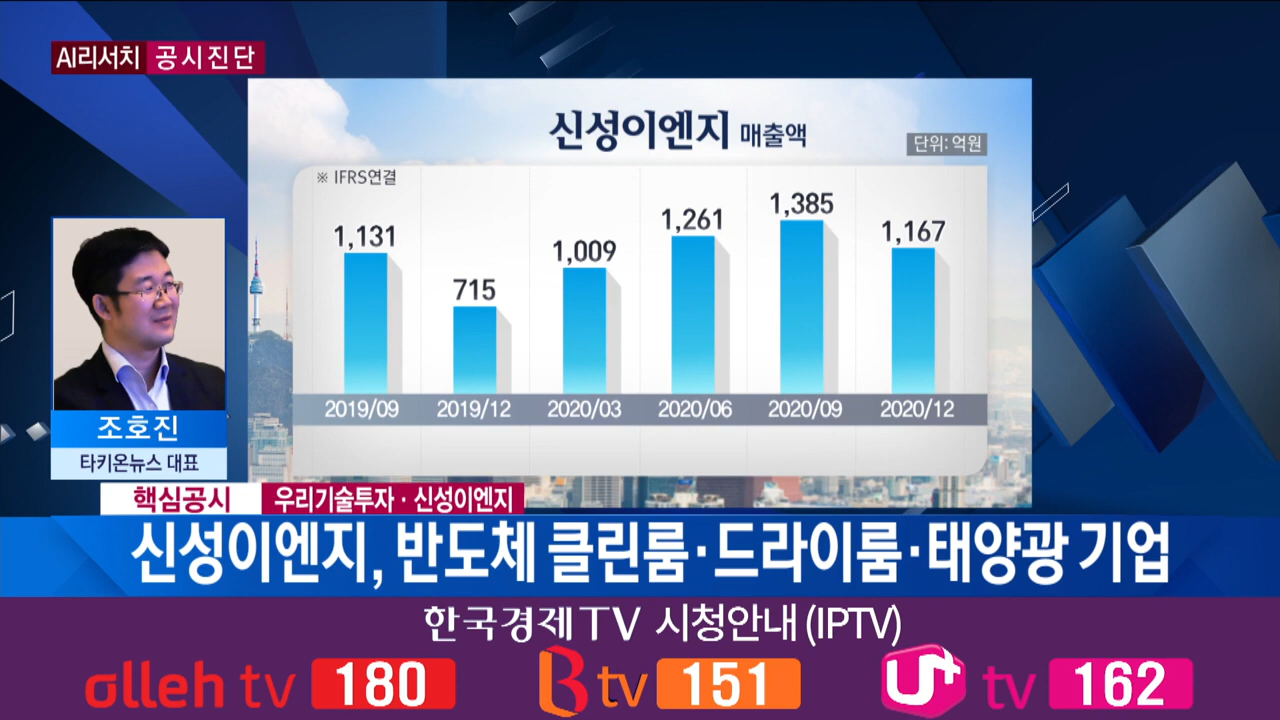 AI리서치 공시진단
신성이엔지 매출액
단위: 억원
※ IFRS연결
1,131
715
1,009
1,261
1,385
1,167
2019/09 2019/12 2020/03 2020/06 2020/09 2020/12
조호진
타키온뉴스 대표
핵심공시 우리기술투자 · 신성이엔지
신성이엔지, 반도체 클린룸·드라이룸·태양광 기업
한국경제TV 시청안내 (IPTV)
olleh tv 180 B tv 151 U+ tv 162